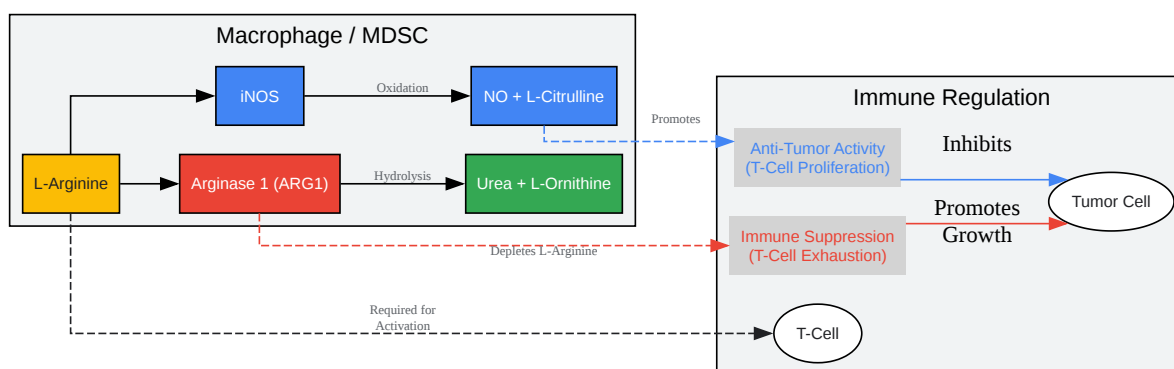 Macrophage / MDSC
iNOS
Oxidation
NO + L-Citrulline
L-Arginine
Arginase 1 (ARG1)
Hydrolysis
Urea + L-Ornithine
Promotes
Depletes L-Arginine
Required for
Activation
Immune Regulation
Anti-Tumor Activity
(T-Cell Proliferation)
Inhibits
Tumor Cell
Immune Suppression
(T-Cell Exhaustion)
Promotes
Growth
T-Cell